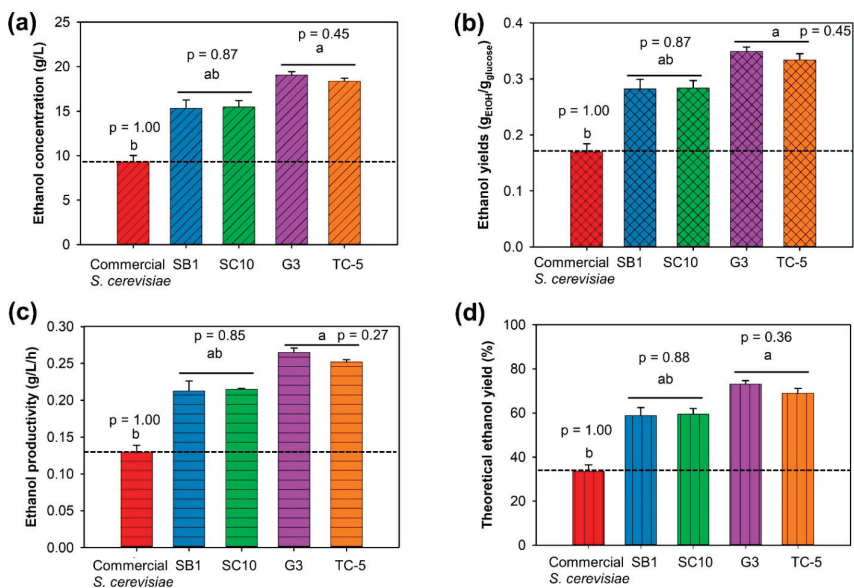 (a)
Ethanol concentration (g/L)
25
20
15
10
5
0
p = 1.00
b
p = 0.87
ab
p = 0.45
a
Commercial SB1 SC10 G3 TC-5
S. cerevisiae
(b)
Ethanol yields (gEtOH/gglucose)
0.4
0.3
0.2
0.1
0.0
p = 1.00
b
p = 0.87
ab
a p = 0.45
Commercial SB1 SC10 G3 TC-5
S. cerevisiae
(c)
Ethanol productivity (g/L/h)
0.30
0.25
0.20
0.15
0.10
0.05
0.00
p = 1.00
b
p = 0.85
ab
a p = 0.27
Commercial SB1 SC10 G3 TC-5
S. cerevisiae
(d)
Theoretical ethanol yield (%)
100
80
60
40
20
0
p = 1.00
b
p = 0.88
ab
p = 0.36
a
Commercial SB1 SC10 G3 TC-5
S. cerevisiae